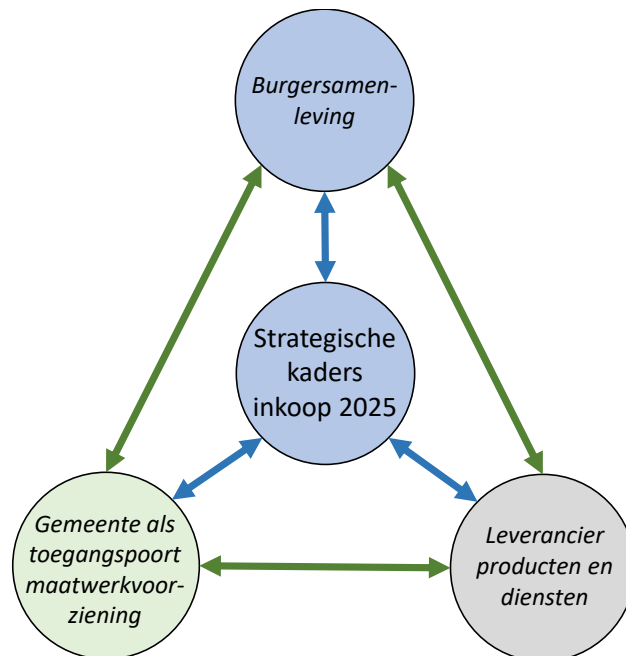 Burgersamen-
leving
Strategische
kaders
inkoop 2025
Gemeente als
toegangspoort
maatwerkvoor-
ziening
Leverancier
producten en
diensten